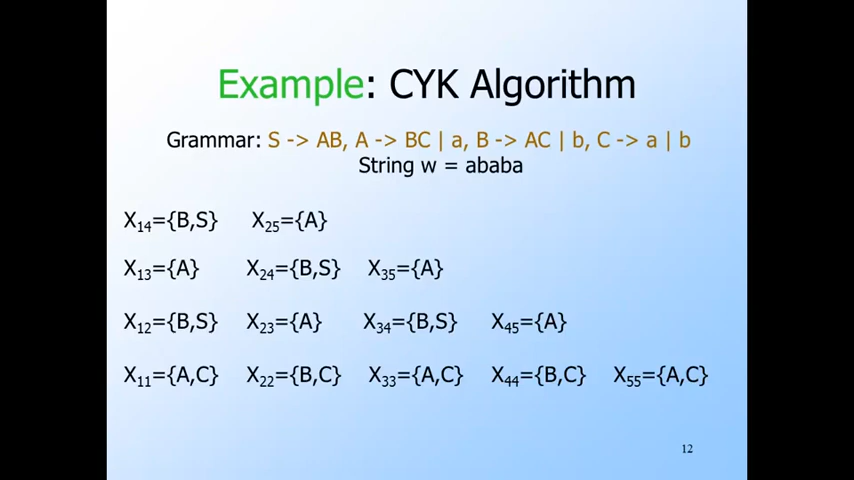 Example: CYK Algorithm
Grammar: S -> AB, A -> BC | a, B -> AC | b, C -> a | b
String w = ababa
X₁₄={B,S} X₂₅={A}
X₁₃={A} X₂₄={B,S} X₃₅={A}
X₁₂={B,S} X₂₃={A} X₃₄={B,S} X₄₅={A}
X₁₁={A,C} X₂₂={B,C} X₃₃={A,C} X₄₄={B,C} X₅₅={A,C}
12